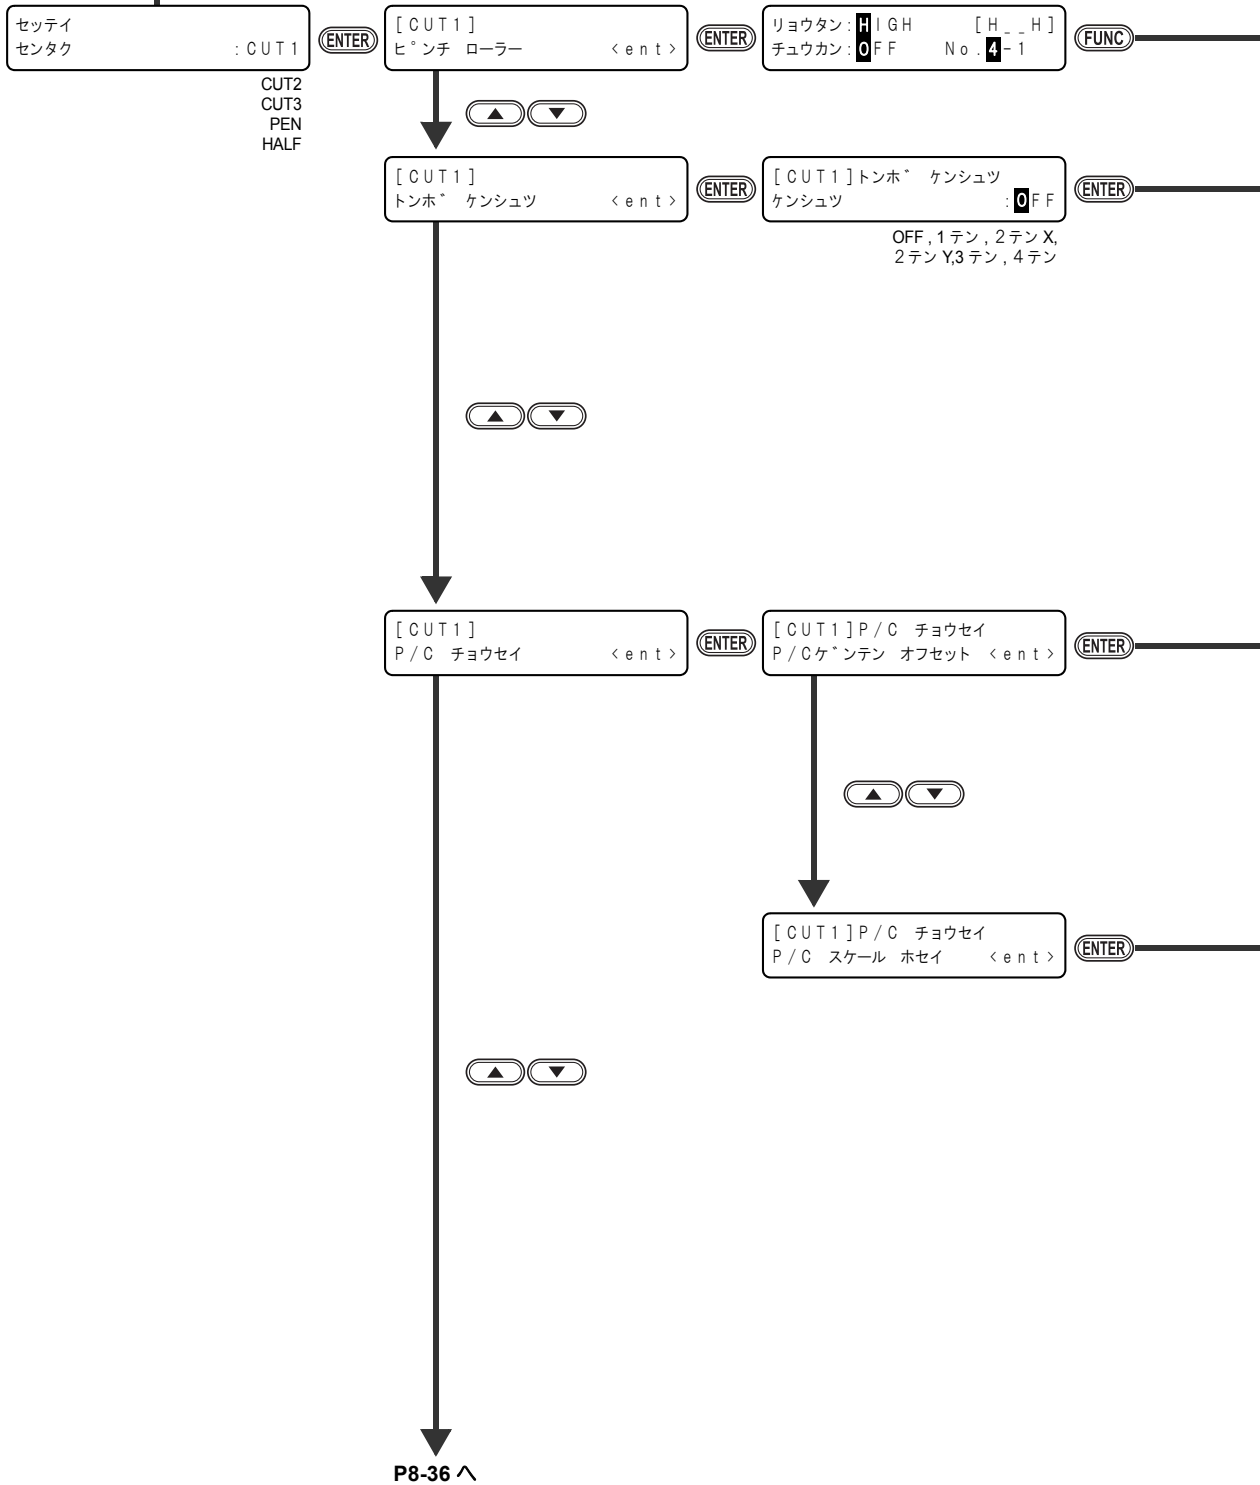 セッテイ
センタク :CUT1
CUT2
CUT3
PEN
HALF
ENTER
[CUT1]
ピンチ ローラー <ent>
ENTER
リョウタン:HIGH [H__H]
チュウカン:OFF No.4-1
FUNC
▲ ▼
[CUT1]
トンボ ケンシュツ <ent>
ENTER
[CUT1]トンボ ケンシュツ
ケンシュツ :OFF
ENTER
OFF , 1 テン , 2 テン X,
2 テン Y,3 テン , 4 テン
▲ ▼
[CUT1]
P/C チョウセイ <ent>
ENTER
[CUT1]P/C チョウセイ
P/Cゲンテン オフセット <ent>
ENTER
▲ ▼
[CUT1]P/C チョウセイ
P/C スケール ホセイ <ent>
ENTER
▲ ▼
P8-36 へ